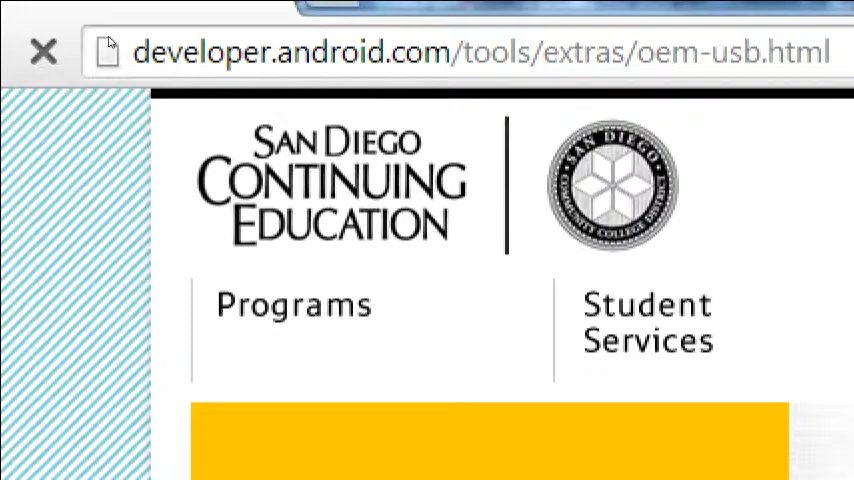 developer.android.com/tools/extras/oem-usb.html
SAN DIEGO
CONTINUING
EDUCATION
SAN DIEGO
COMMUNITY COLLEGE DISTRICT
Programs
Student
Services